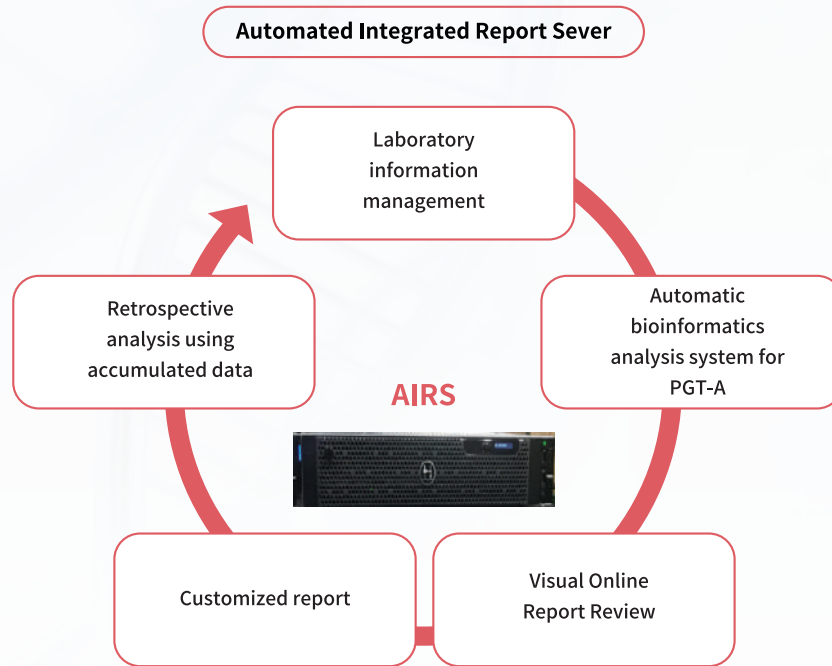 Automated Integrated Report Sever
Laboratory
information
management
Automatic
bioinformatics
analysis system for
PGT-A
Visual Online
Report Review
Customized report
Retrospective
analysis using
accumulated data
AIRS